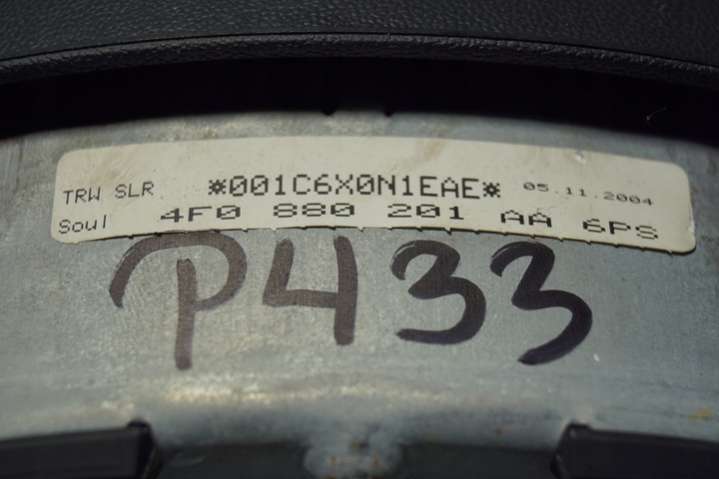 TRW SLR *001C6X0N1EAE* 05.11.2004
Soul 4F0 880 201 AA 6PS
P433